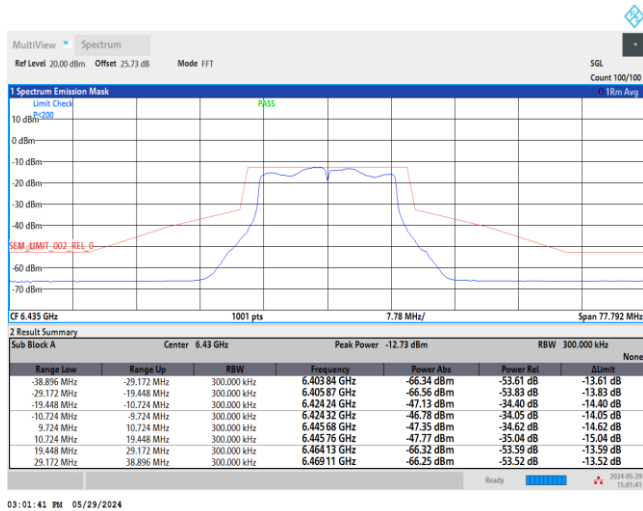 MultiView Spectrum
Ref Level 20.00 dBm Offset 25.73 dB Mode FFT SGL
Count 100/100
1 Spectrum Emission Mask 1Rm Avg
Limit Check PASS
P<200
10 dBm
0 dBm
-10 dBm
-20 dBm
-30 dBm
-40 dBm
SEM_LIMIT_002_REL_0
-60 dBm
-70 dBm
CF 6.435 GHz 1001 pts 7.78 MHz/ Span 77.792 MHz
2 Result Summary
Sub Block A Center 6.43 GHz Peak Power -12.73 dBm RBW 300.000 kHz
None
Range Low Range Up RBW Frequency Power Abs Power Rel ΔLimit
-38.896 MHz -29.172 MHz 300.000 kHz 6.40384 GHz -66.34 dBm -53.61 dB -13.61 dB
-29.172 MHz -19.448 MHz 300.000 kHz 6.40587 GHz -66.56 dBm -53.83 dB -13.83 dB
-19.448 MHz -10.724 MHz 300.000 kHz 6.42424 GHz -47.13 dBm -34.40 dB -14.40 dB
-10.724 MHz -9.724 MHz 300.000 kHz 6.42432 GHz -46.78 dBm -34.05 dB -14.05 dB
9.724 MHz 10.724 MHz 300.000 kHz 6.44568 GHz -47.35 dBm -34.62 dB -14.62 dB
10.724 MHz 19.448 MHz 300.000 kHz 6.44576 GHz -47.77 dBm -35.04 dB -15.04 dB
19.448 MHz 29.172 MHz 300.000 kHz 6.46413 GHz -66.32 dBm -53.59 dB -13.59 dB
29.172 MHz 38.896 MHz 300.000 kHz 6.46911 GHz -66.25 dBm -53.52 dB -13.52 dB
Ready 2024-05-29
15:01:41
03:01:41 PM 05/29/2024